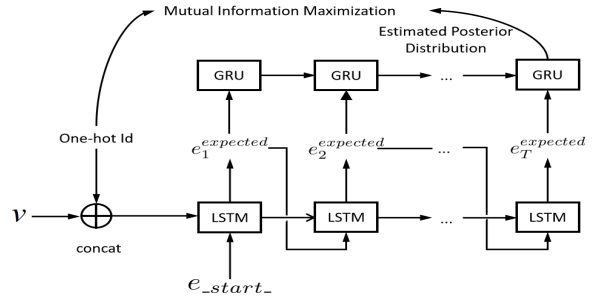 Mutual Information Maximization
Estimated Posterior
Distribution
GRU GRU ... GRU
One-hot Id
e_1^{expected} e_2^{expected} ... e_T^{expected}
v LSTM LSTM ... LSTM
concat
e_start_